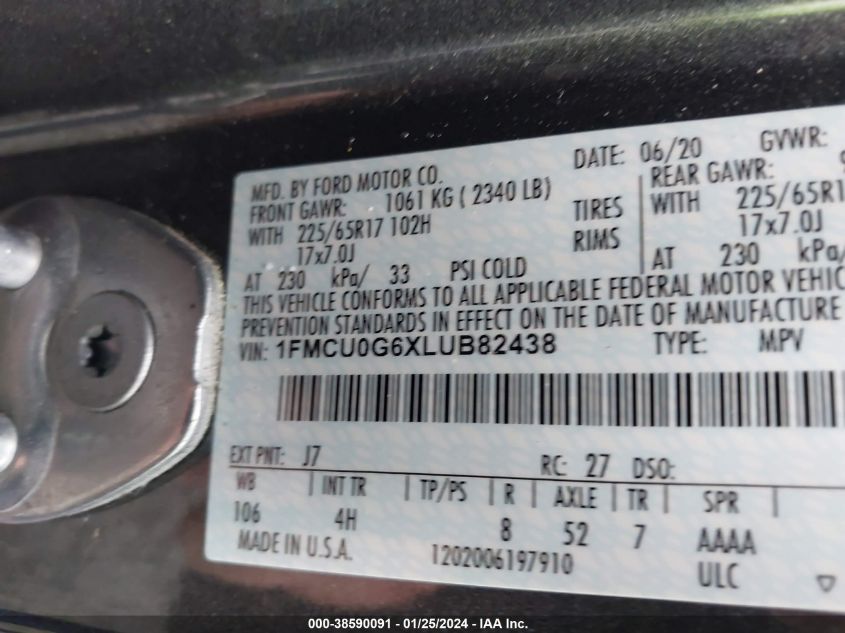 MFD. BY FORD MOTOR CO. DATE: 06/20 GVWR:
FRONT GAWR: 1061 KG ( 2340 LB) REAR GAWR:
WITH 225/65R17 102H TIRES WITH 225/65R1
17x7.0J RIMS 17x7.0J
AT 230 kPa/ 33 PSI COLD AT 230 kPa/
THIS VEHICLE CONFORMS TO ALL APPLICABLE FEDERAL MOTOR VEHIC
PREVENTION STANDARDS IN EFFECT ON THE DATE OF MANUFACTURE
VIN: 1FMCU0G6XLUB82438 TYPE: MPV
EXT PNT: J7 RC: 27 DSO:
WB | INT TR | TP/PS | R | AXLE | TR | SPR |
106 4H 8 52 7 AAAA
MADE IN U.S.A. 1202006197910 ULC
000-38590091 - 01/25/2024 - IAA Inc.